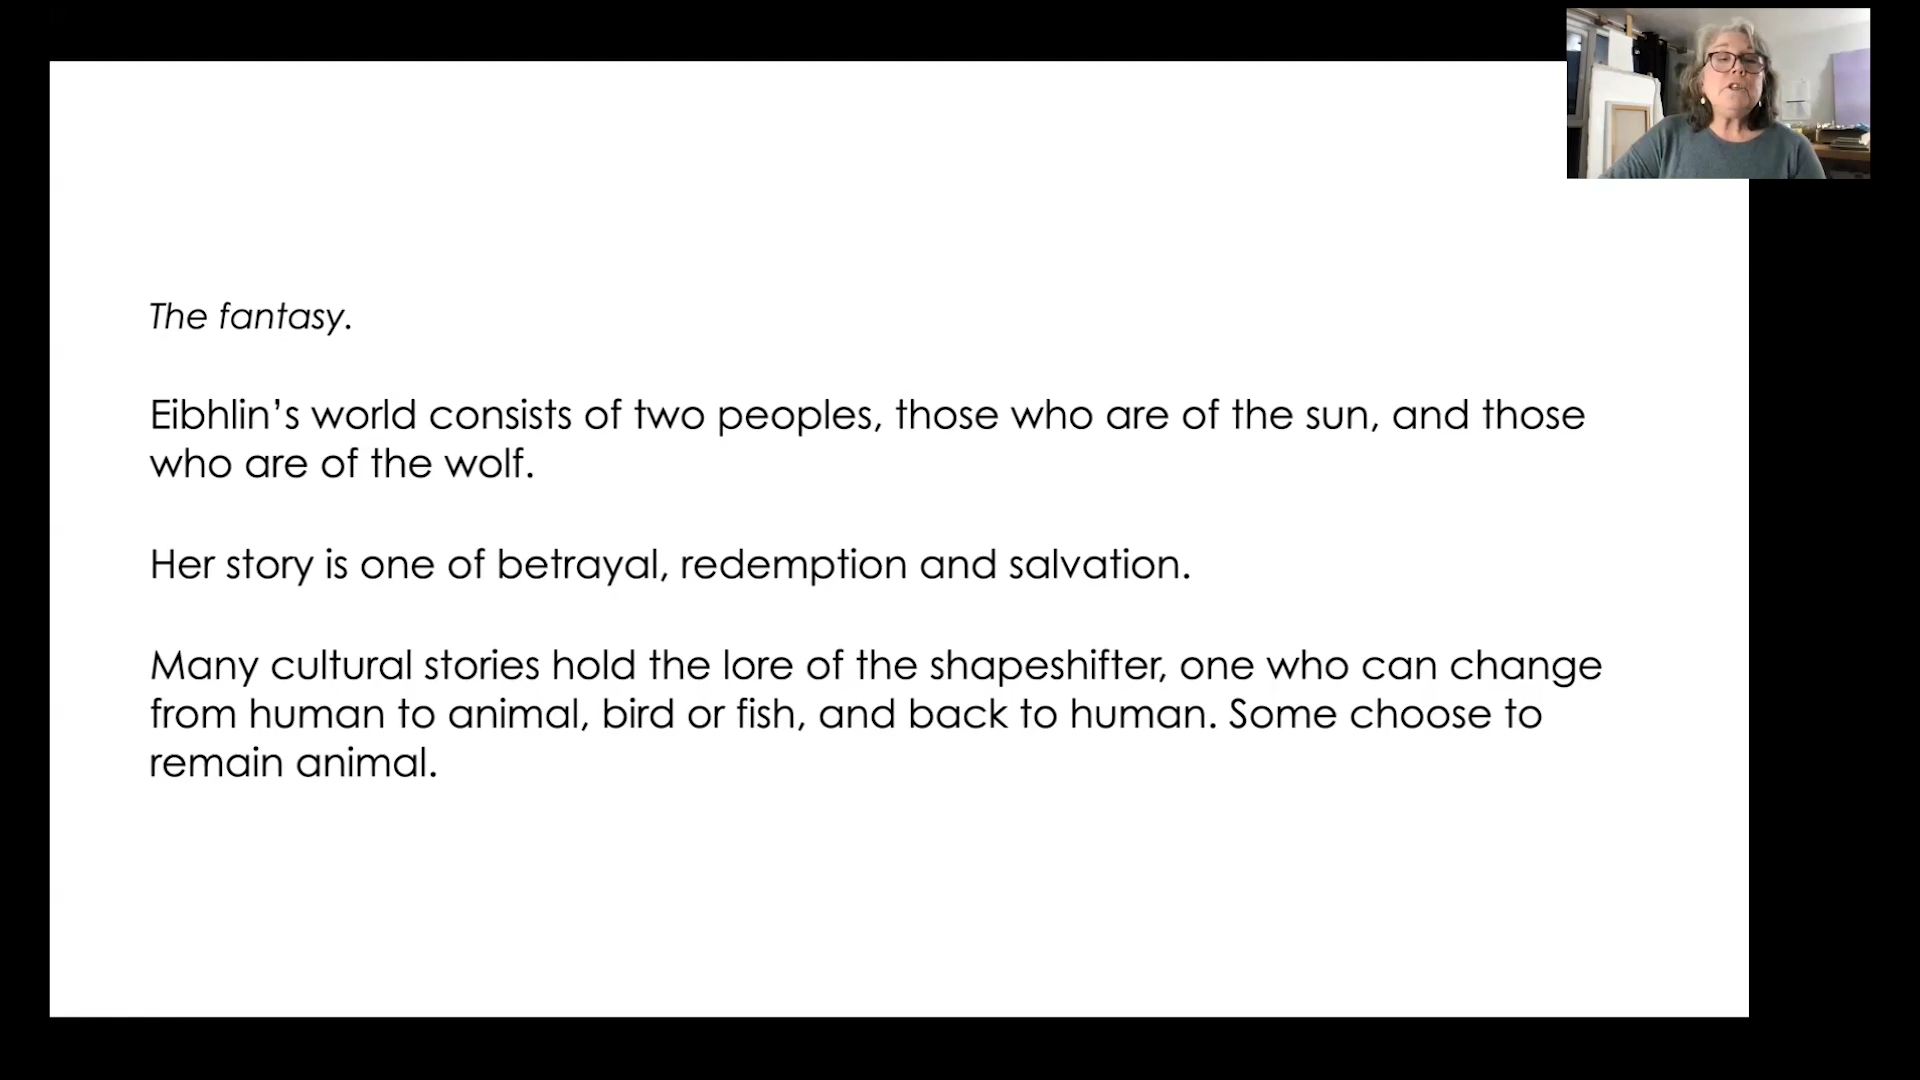 The fantasy.
Eibhlin’s world consists of two peoples, those who are of the sun, and those
who are of the wolf.
Her story is one of betrayal, redemption and salvation.
Many cultural stories hold the lore of the shapeshifter, one who can change
from human to animal, bird or fish, and back to human. Some choose to
remain animal.